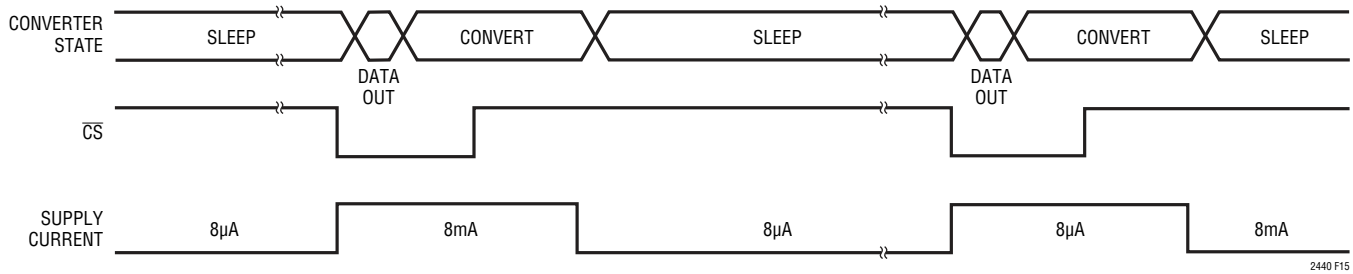 CONVERTER
STATE
SLEEP
CONVERT
SLEEP
CONVERT
SLEEP
DATA
OUT
DATA
OUT
CS
SUPPLY
CURRENT
8µA
8mA
8µA
8µA
8mA
2440 F15